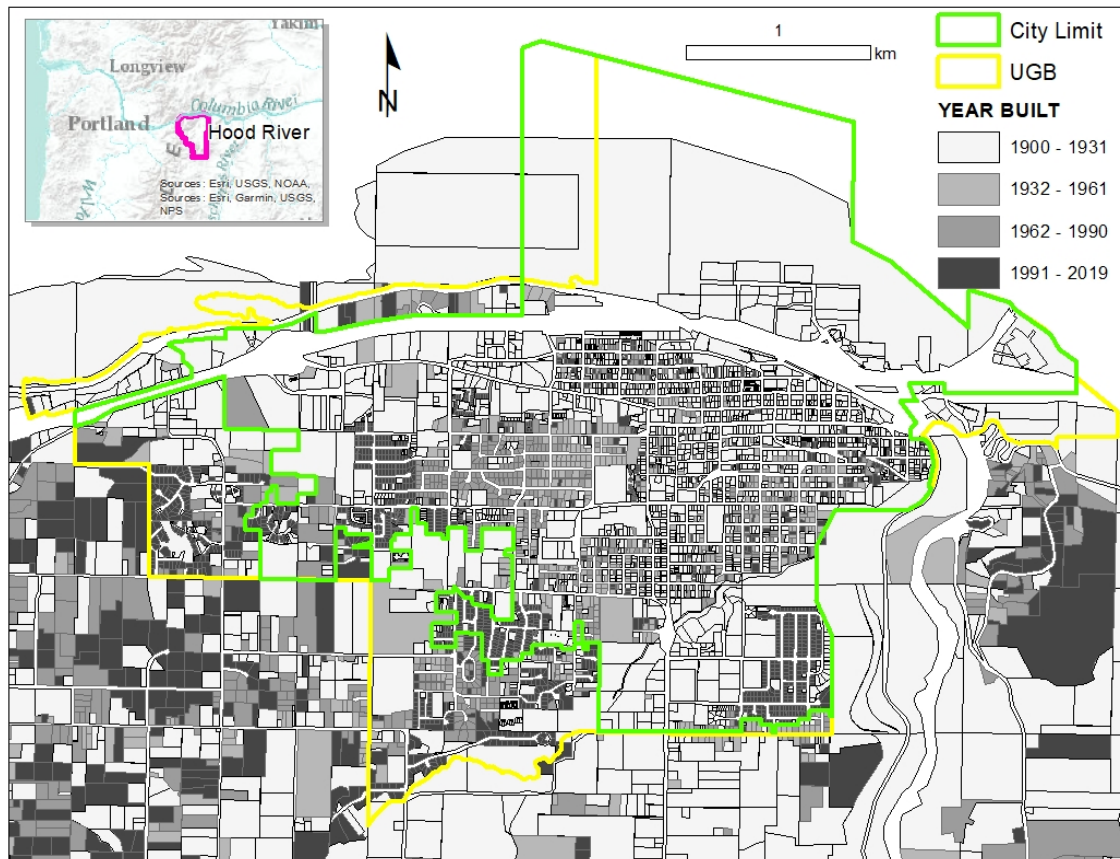 Yakim
Longview
Columbia River
Portland
Hood River
Sources: Esri, USGS, NOAA,
Sources: Esri, Garmin, USGS,
NPS
N
1
km
City Limit
UGB
YEAR BUILT
1900 - 1931
1932 - 1961
1962 - 1990
1991 - 2019